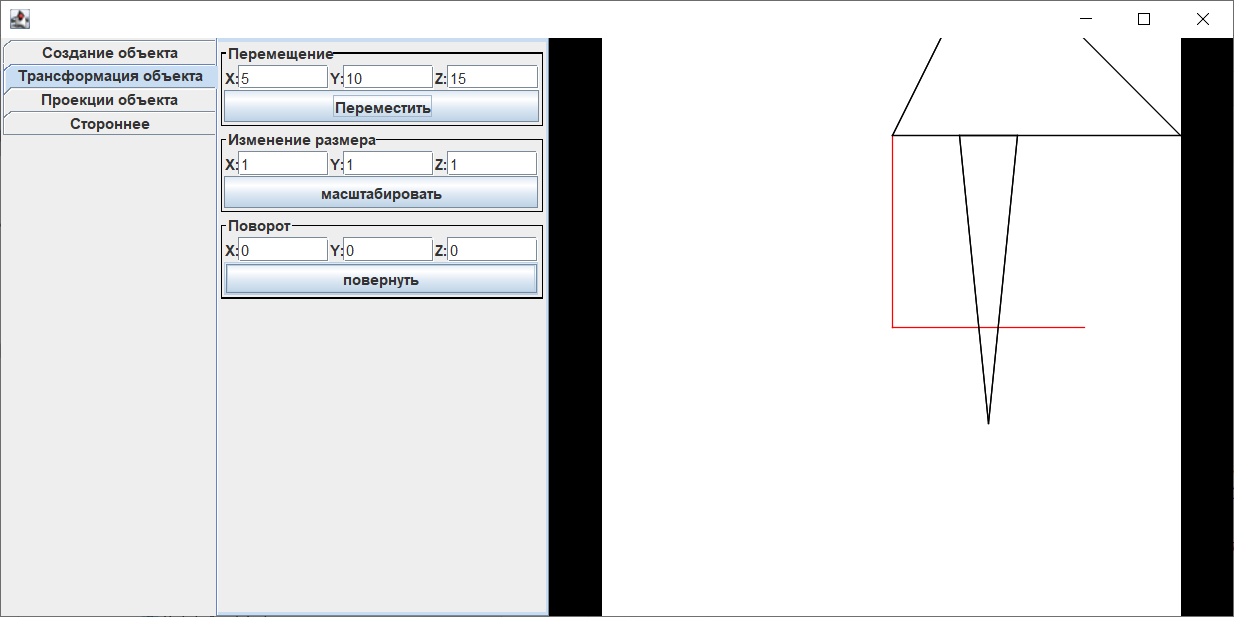 Создание объекта
Трансформация объекта
Проекции объекта
Стороннее
Перемещение
X:5 Y:10 Z:15
Переместить
Изменение размера
X:1 Y:1 Z:1
масштабировать
Поворот
X:0 Y:0 Z:0
повернуть